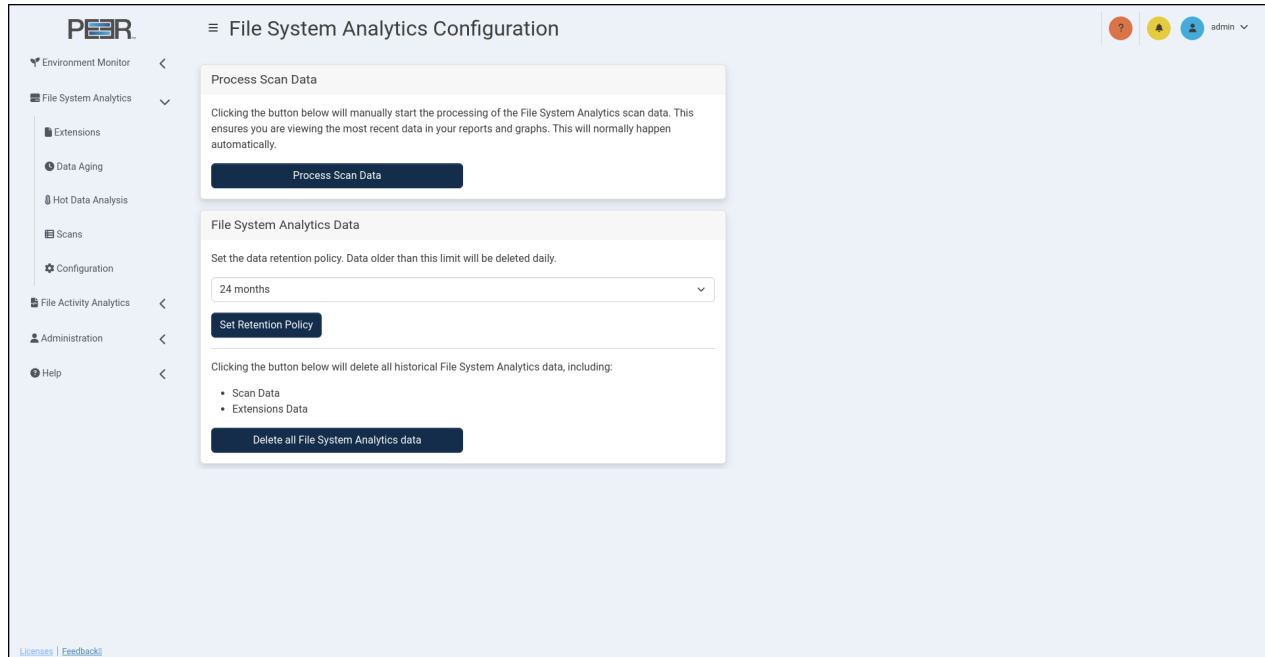 PEER
≡ File System Analytics Configuration
?
admin
Environment Monitor
File System Analytics
Extensions
Data Aging
Hot Data Analysis
Scans
Configuration
File Activity Analytics
Administration
Help
Process Scan Data
Clicking the button below will manually start the processing of the File System Analytics scan data. This
ensures you are viewing the most recent data in your reports and graphs. This will normally happen
automatically.
Process Scan Data
File System Analytics Data
Set the data retention policy. Data older than this limit will be deleted daily.
24 months
Set Retention Policy
Clicking the button below will delete all historical File System Analytics data, including:
• Scan Data
• Extensions Data
Delete all File System Analytics data
Licenses | Feedback